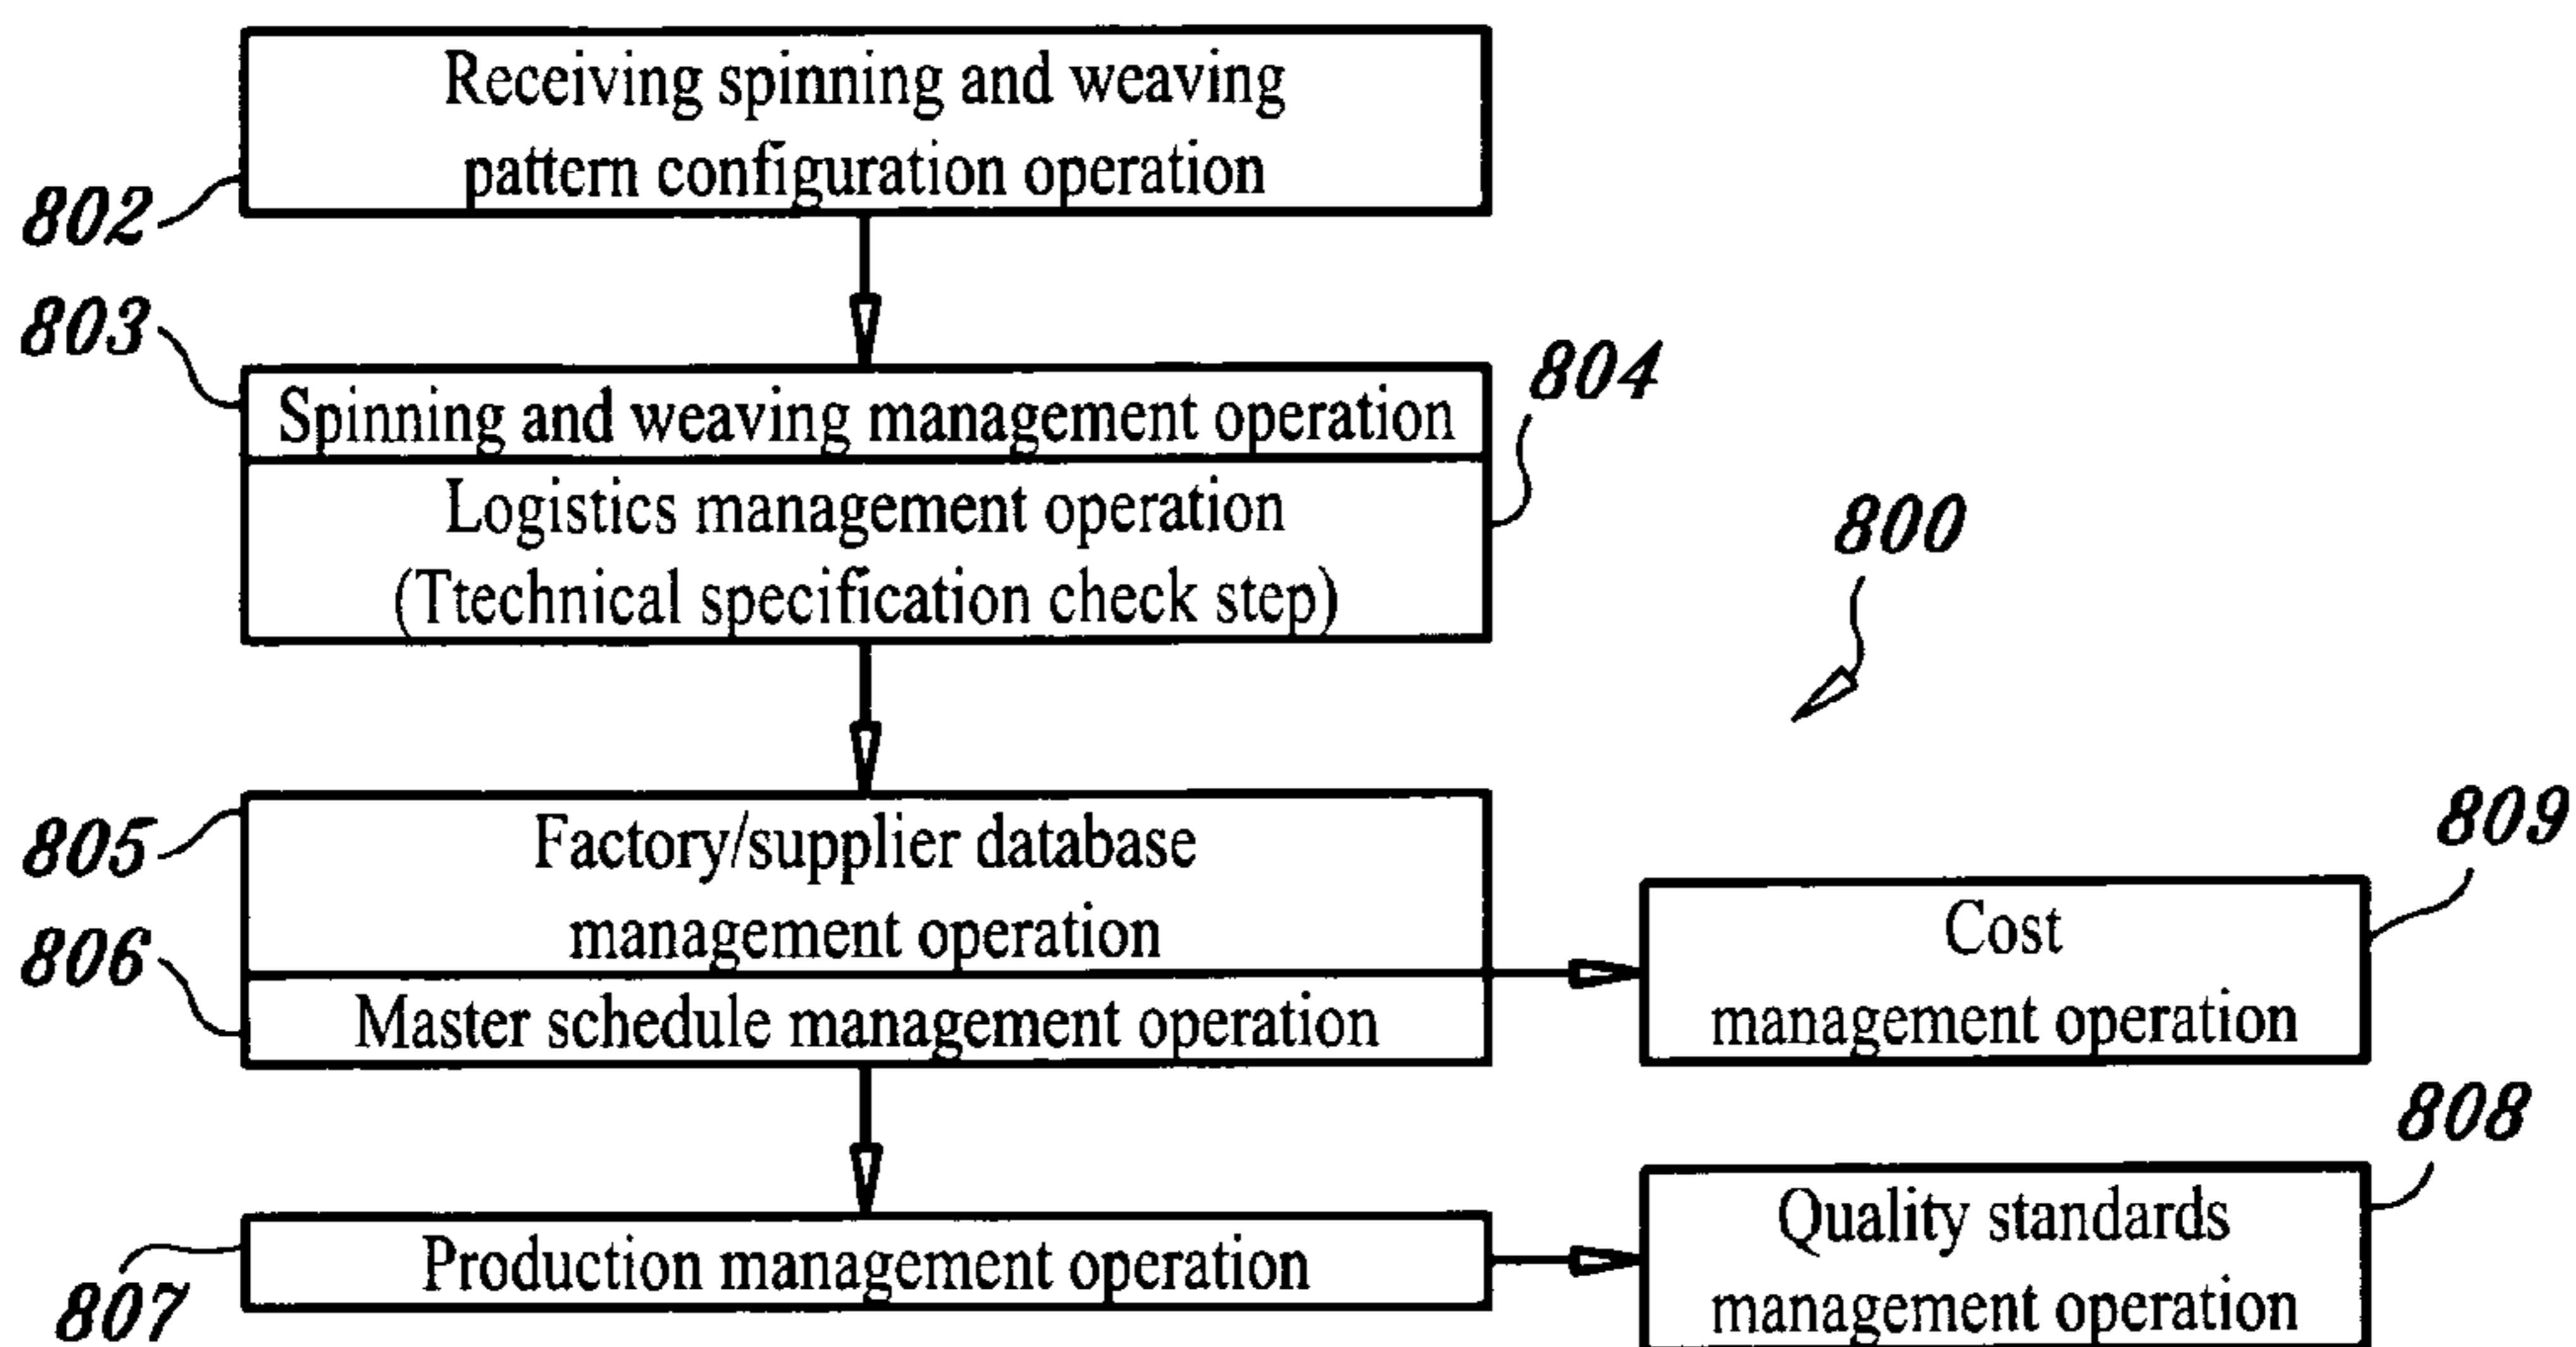 Receiving spinning and weaving
pattern configuration operation
802
803
Spinning and weaving management operation
804
Logistics management operation
(Ttechnical specification check step)
800
805
Factory/supplier database
management operation
809
Cost
management operation
806
Master schedule management operation
808
807
Production management operation
Quality standards
management operation